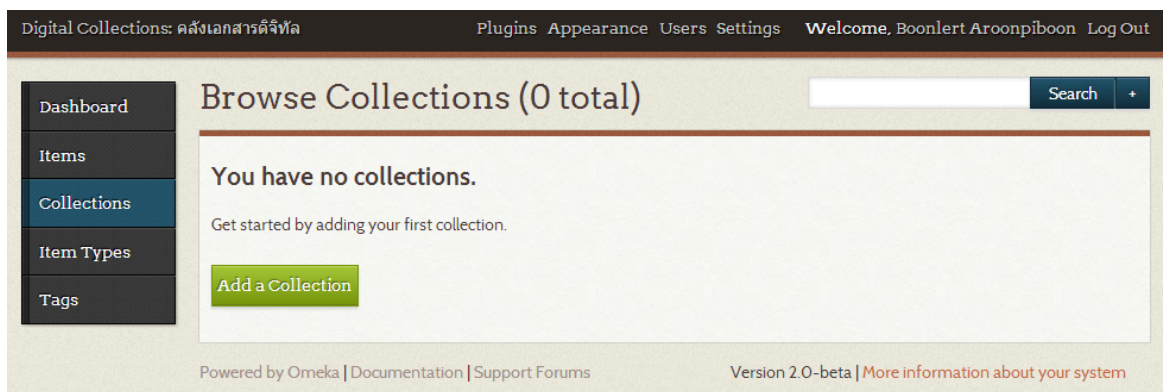 Digital Collections: คลังเอกสารดิจิทัล Plugins Appearance Users Settings Welcome, Boonlert Aroonpiboon Log Out
Dashboard
Items
Collections
Item Types
Tags
Browse Collections (0 total)
Search +
You have no collections.
Get started by adding your first collection.
Add a Collection
Powered by Omeka | Documentation | Support Forums Version 2.0-beta | More information about your system